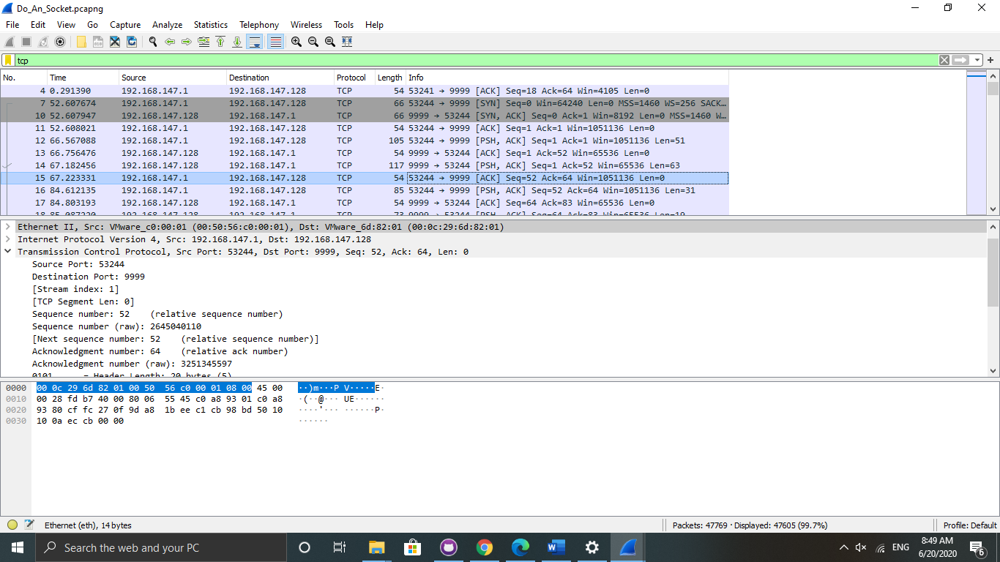 Do_An_Socket.pcapng
File Edit View Go Capture Analyze Statistics Telephony Wireless Tools Help
tcp
No. Time Source Destination Protocol Length Info
4 0.291390 192.168.147.1 192.168.147.128 TCP 54 53241 → 9999 [ACK] Seq=18 Ack=64 Win=4105 Len=0
7 52.607674 192.168.147.1 192.168.147.128 TCP 66 53244 → 9999 [SYN] Seq=0 Win=64240 Len=0 MSS=1460 WS=256 SACK…
10 52.607947 192.168.147.128 192.168.147.1 TCP 66 9999 → 53244 [SYN, ACK] Seq=0 Ack=1 Win=8192 Len=0 MSS=1460 W…
11 52.608021 192.168.147.1 192.168.147.128 TCP 54 53244 → 9999 [ACK] Seq=1 Ack=1 Win=1051136 Len=0
12 66.567088 192.168.147.1 192.168.147.128 TCP 105 53244 → 9999 [PSH, ACK] Seq=1 Ack=1 Win=1051136 Len=51
13 66.756476 192.168.147.128 192.168.147.1 TCP 54 9999 → 53244 [ACK] Seq=1 Ack=52 Win=65536 Len=0
14 67.182456 192.168.147.128 192.168.147.1 TCP 117 9999 → 53244 [PSH, ACK] Seq=1 Ack=52 Win=65536 Len=63
15 67.223331 192.168.147.1 192.168.147.128 TCP 54 53244 → 9999 [ACK] Seq=52 Ack=64 Win=1051136 Len=0
16 84.612135 192.168.147.1 192.168.147.128 TCP 85 53244 → 9999 [PSH, ACK] Seq=52 Ack=64 Win=1051136 Len=31
17 84.803193 192.168.147.128 192.168.147.1 TCP 54 9999 → 53244 [ACK] Seq=64 Ack=83 Win=65536 Len=0
18 85.087220 192.168.147.128 192.168.147.1 TCP 73 9999 → 53244 [PSH, ACK] Seq=64 Ack=83 Win=65536 Len=19
Ethernet II, Src: VMware_c0:00:01 (00:50:56:c0:00:01), Dst: VMware_6d:82:01 (00:0c:29:6d:82:01)
Internet Protocol Version 4, Src: 192.168.147.1, Dst: 192.168.147.128
Transmission Control Protocol, Src Port: 53244, Dst Port: 9999, Seq: 52, Ack: 64, Len: 0
Source Port: 53244
Destination Port: 9999
[Stream index: 1]
[TCP Segment Len: 0]
Sequence number: 52 (relative sequence number)
Sequence number (raw): 2645040110
[Next sequence number: 52 (relative sequence number)]
Acknowledgment number: 64 (relative ack number)
Acknowledgment number (raw): 3251345597
0101 .... = Header Length: 20 bytes (5)
0000 00 0c 29 6d 82 01 00 50 56 c0 00 01 08 00 45 00 ··)m···P V·····E·
0010 00 28 fd b7 40 00 80 06 55 45 c0 a8 93 01 c0 a8 ·(··@··· UE······
0020 93 80 cf fc 27 0f 9d a8 1b ee c1 cb 98 bd 50 10 ····'··· ······P·
0030 10 0a ec cb 00 00 ······
Ethernet (eth), 14 bytes
Packets: 47769 · Displayed: 47605 (99.7%)
Profile: Default
Search the web and your PC
ENG
8:49 AM
6/20/2020
6